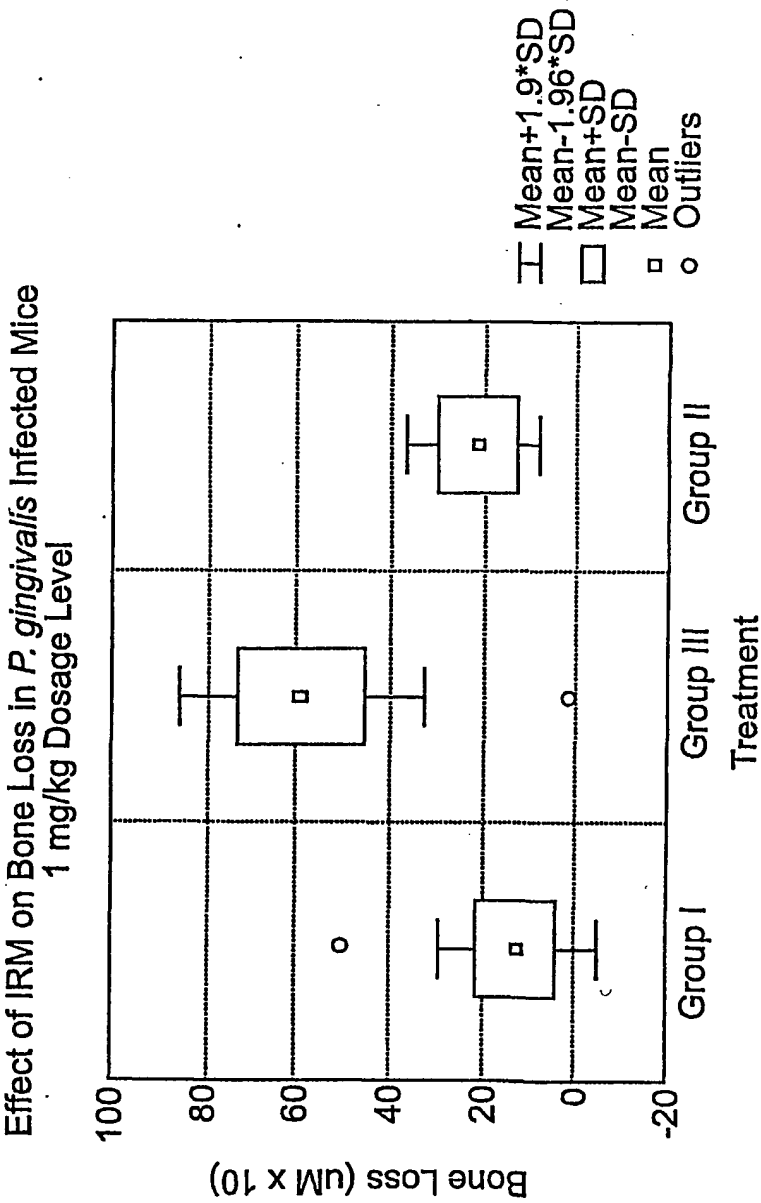 Effect of IRM on Bone Loss in P. gingivalis Infected Mice
1 mg/kg Dosage Level
Bone Loss (uM x 10)
100
80
60
40
20
0
-20
Group I
Group III
Group II
Treatment
Mean+1.9*SD
Mean-1.96*SD
Mean+SD
Mean-SD
Mean
Outliers